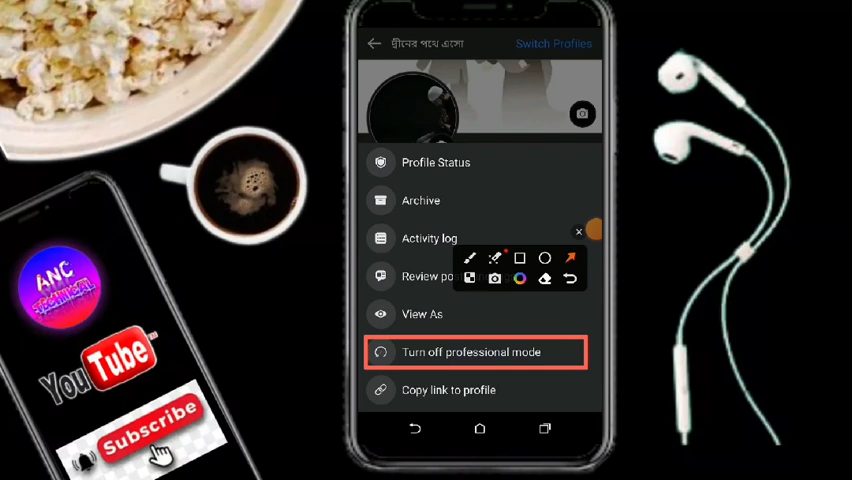 দ্বীনের পথে এসো
Switch Profiles
Profile Status
Archive
Activity log
Review po
View As
Turn off professional mode
Copy link to profile
ANC
TECHNICAL
YouTube
Subscribe